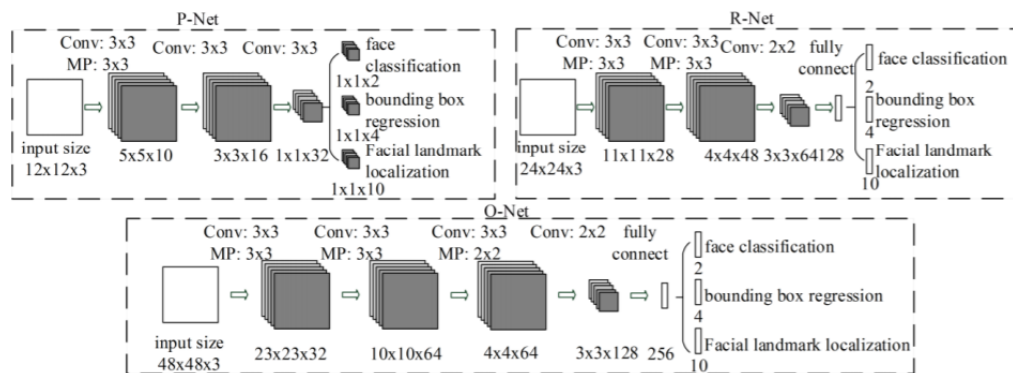 P-Net
Conv: 3x3 Conv: 3x3 Conv: 3x3
MP: 3x3
face
classification
1x1x2
bounding box
regression
1x1x4
Facial landmark
localization
1x1x10
input size
12x12x3
5x5x10
3x3x16
1x1x32
R-Net
Conv: 3x3 Conv: 3x3 Conv: 2x2 fully
MP: 3x3 MP: 3x3 connect
face classification
2
bounding box
regression
4
Facial landmark
localization
10
input size
24x24x3
11x11x28
4x4x48
3x3x64
128
O-Net
Conv: 3x3 Conv: 3x3 Conv: 3x3 Conv: 2x2 fully
MP: 3x3 MP: 3x3 MP: 2x2 connect
face classification
2
bounding box regression
4
Facial landmark localization
10
input size
48x48x3
23x23x32
10x10x64
4x4x64
3x3x128
256